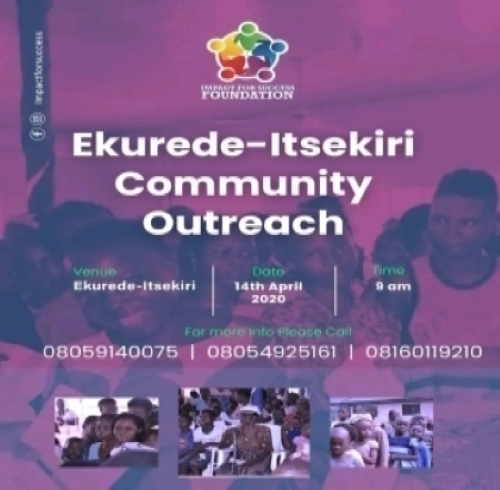 impactforsuccess
IMPACT FOR SUCCESS
FOUNDATION
Ekurede-Itsekiri
Community
Outreach
Venue
Ekurede-Itsekiri
Date
14th April
2020
Time
9 am
For more Info Please Call
08059140075 | 08054925161 | 08160119210